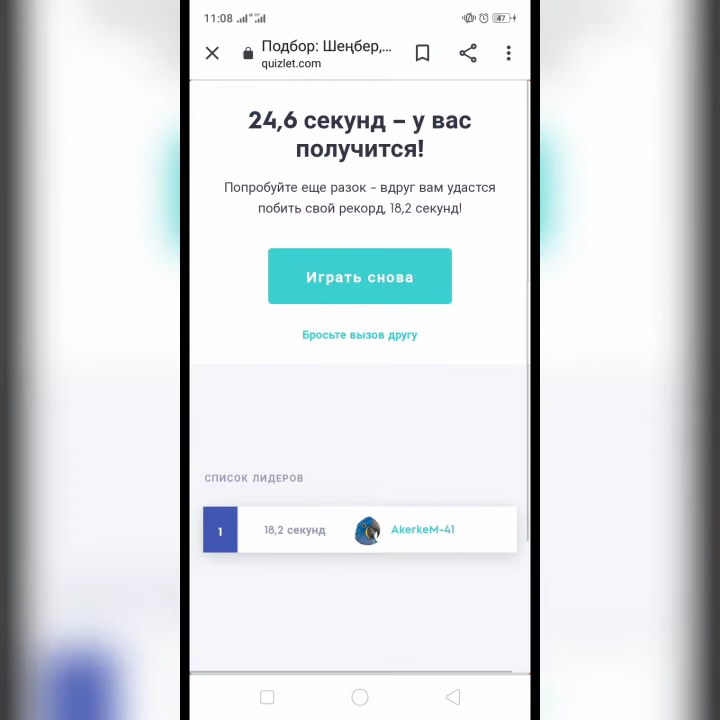 11:08
47
Подбор: Шеңбер,...
quizlet.com
24,6 секунд – у вас
получится!
Попробуйте еще разок – вдруг вам удастся
побить свой рекорд, 18,2 секунд!
Играть снова
Бросьте вызов другу
СПИСОК ЛИДЕРОВ
1 18,2 секунд AkerkeM-41